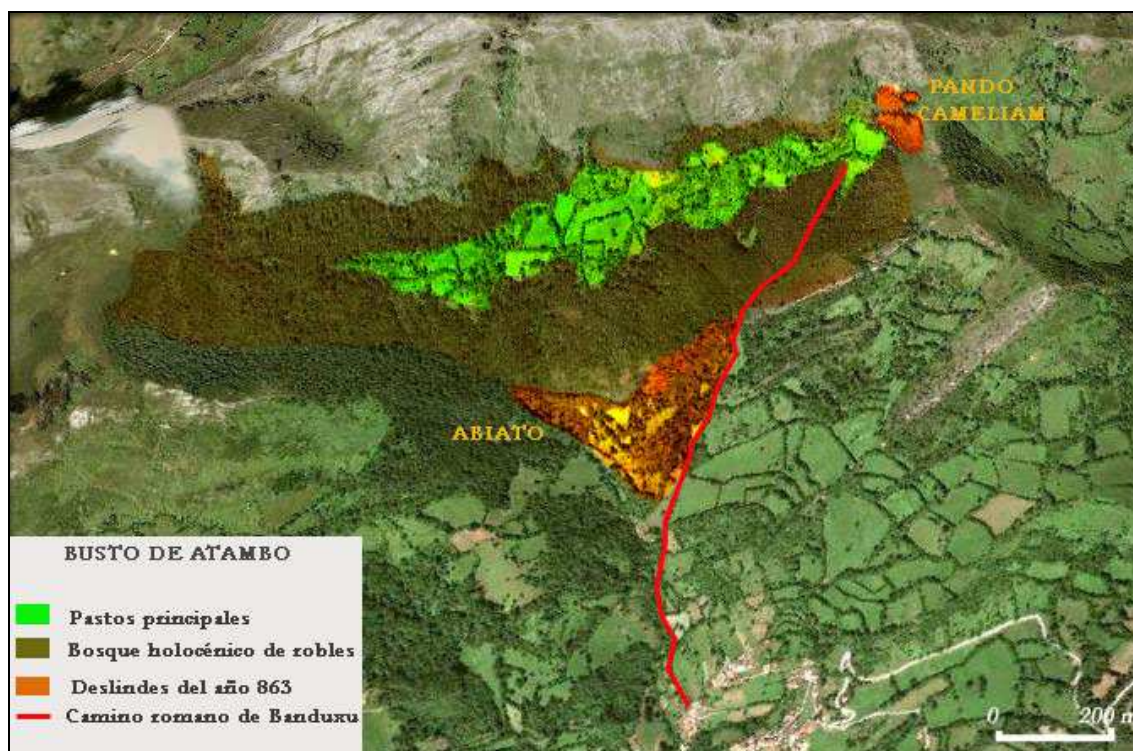 PANDO
CAMELIAM
ABIATO
BUSTO DE ATAMBO
Pastos principales
Bosque holocénico de robles
Deslindes del año 863
Camino romano de Banduxu
0 200 m